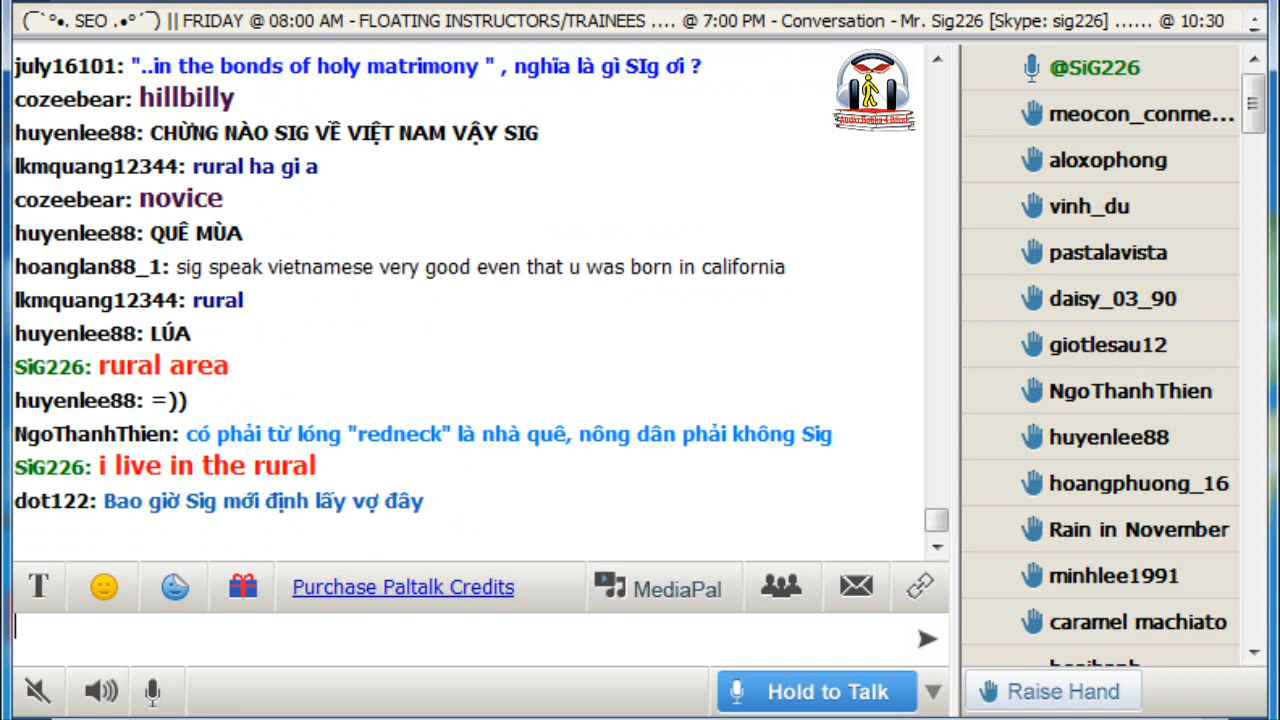 (¯`°•. SEO .•°´¯) || FRIDAY @ 08:00 AM - FLOATING INSTRUCTORS/TRAINEES .... @ 7:00 PM - Conversation - Mr. Sig226 [Skype: sig226] ...... @ 10:30
july16101: "..in the bonds of holy matrimony " , nghĩa là gì SIg ơi ?
cozeebear: hillbilly
huyenlee88: CHỪNG NÀO SIG VỀ VIỆT NAM VẬY SIG
lkmquang12344: rural ha gi a
cozeebear: novice
huyenlee88: QUÊ MÙA
hoanglan88_1: sig speak vietnamese very good even that u was born in california
lkmquang12344: rural
huyenlee88: LÚA
SiG226: rural area
huyenlee88: =))
NgoThanhThien: có phải từ lóng "redneck" là nhà quê, nông dân phải không Sig
SiG226: i live in the rural
dot122: Bao giờ Sig mới định lấy vợ đây
Audio Books 4 Blind
Purchase Paltalk Credits
MediaPal
Hold to Talk
@SiG226
meocon_conme...
aloxophong
vinh_du
pastalavista
daisy_03_90
giotlesau12
NgoThanhThien
huyenlee88
hoangphuong_16
Rain in November
minhlee1991
caramel machiato
Raise Hand